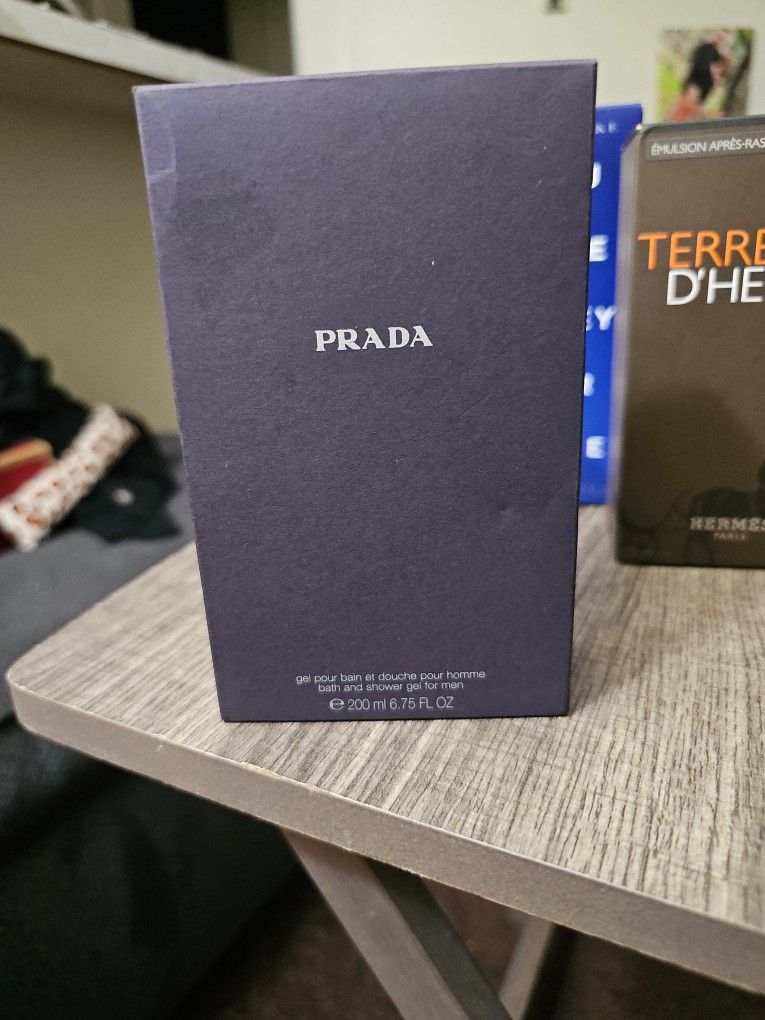 PRADA
gel pour bain et douche pour homme
bath and shower gel for men
℮ 200 ml 6.75 FL OZ
ÉMULSION APRÈS-RAS
TERRE
D'HE
HERMÈS
PARIS
E
EY
E